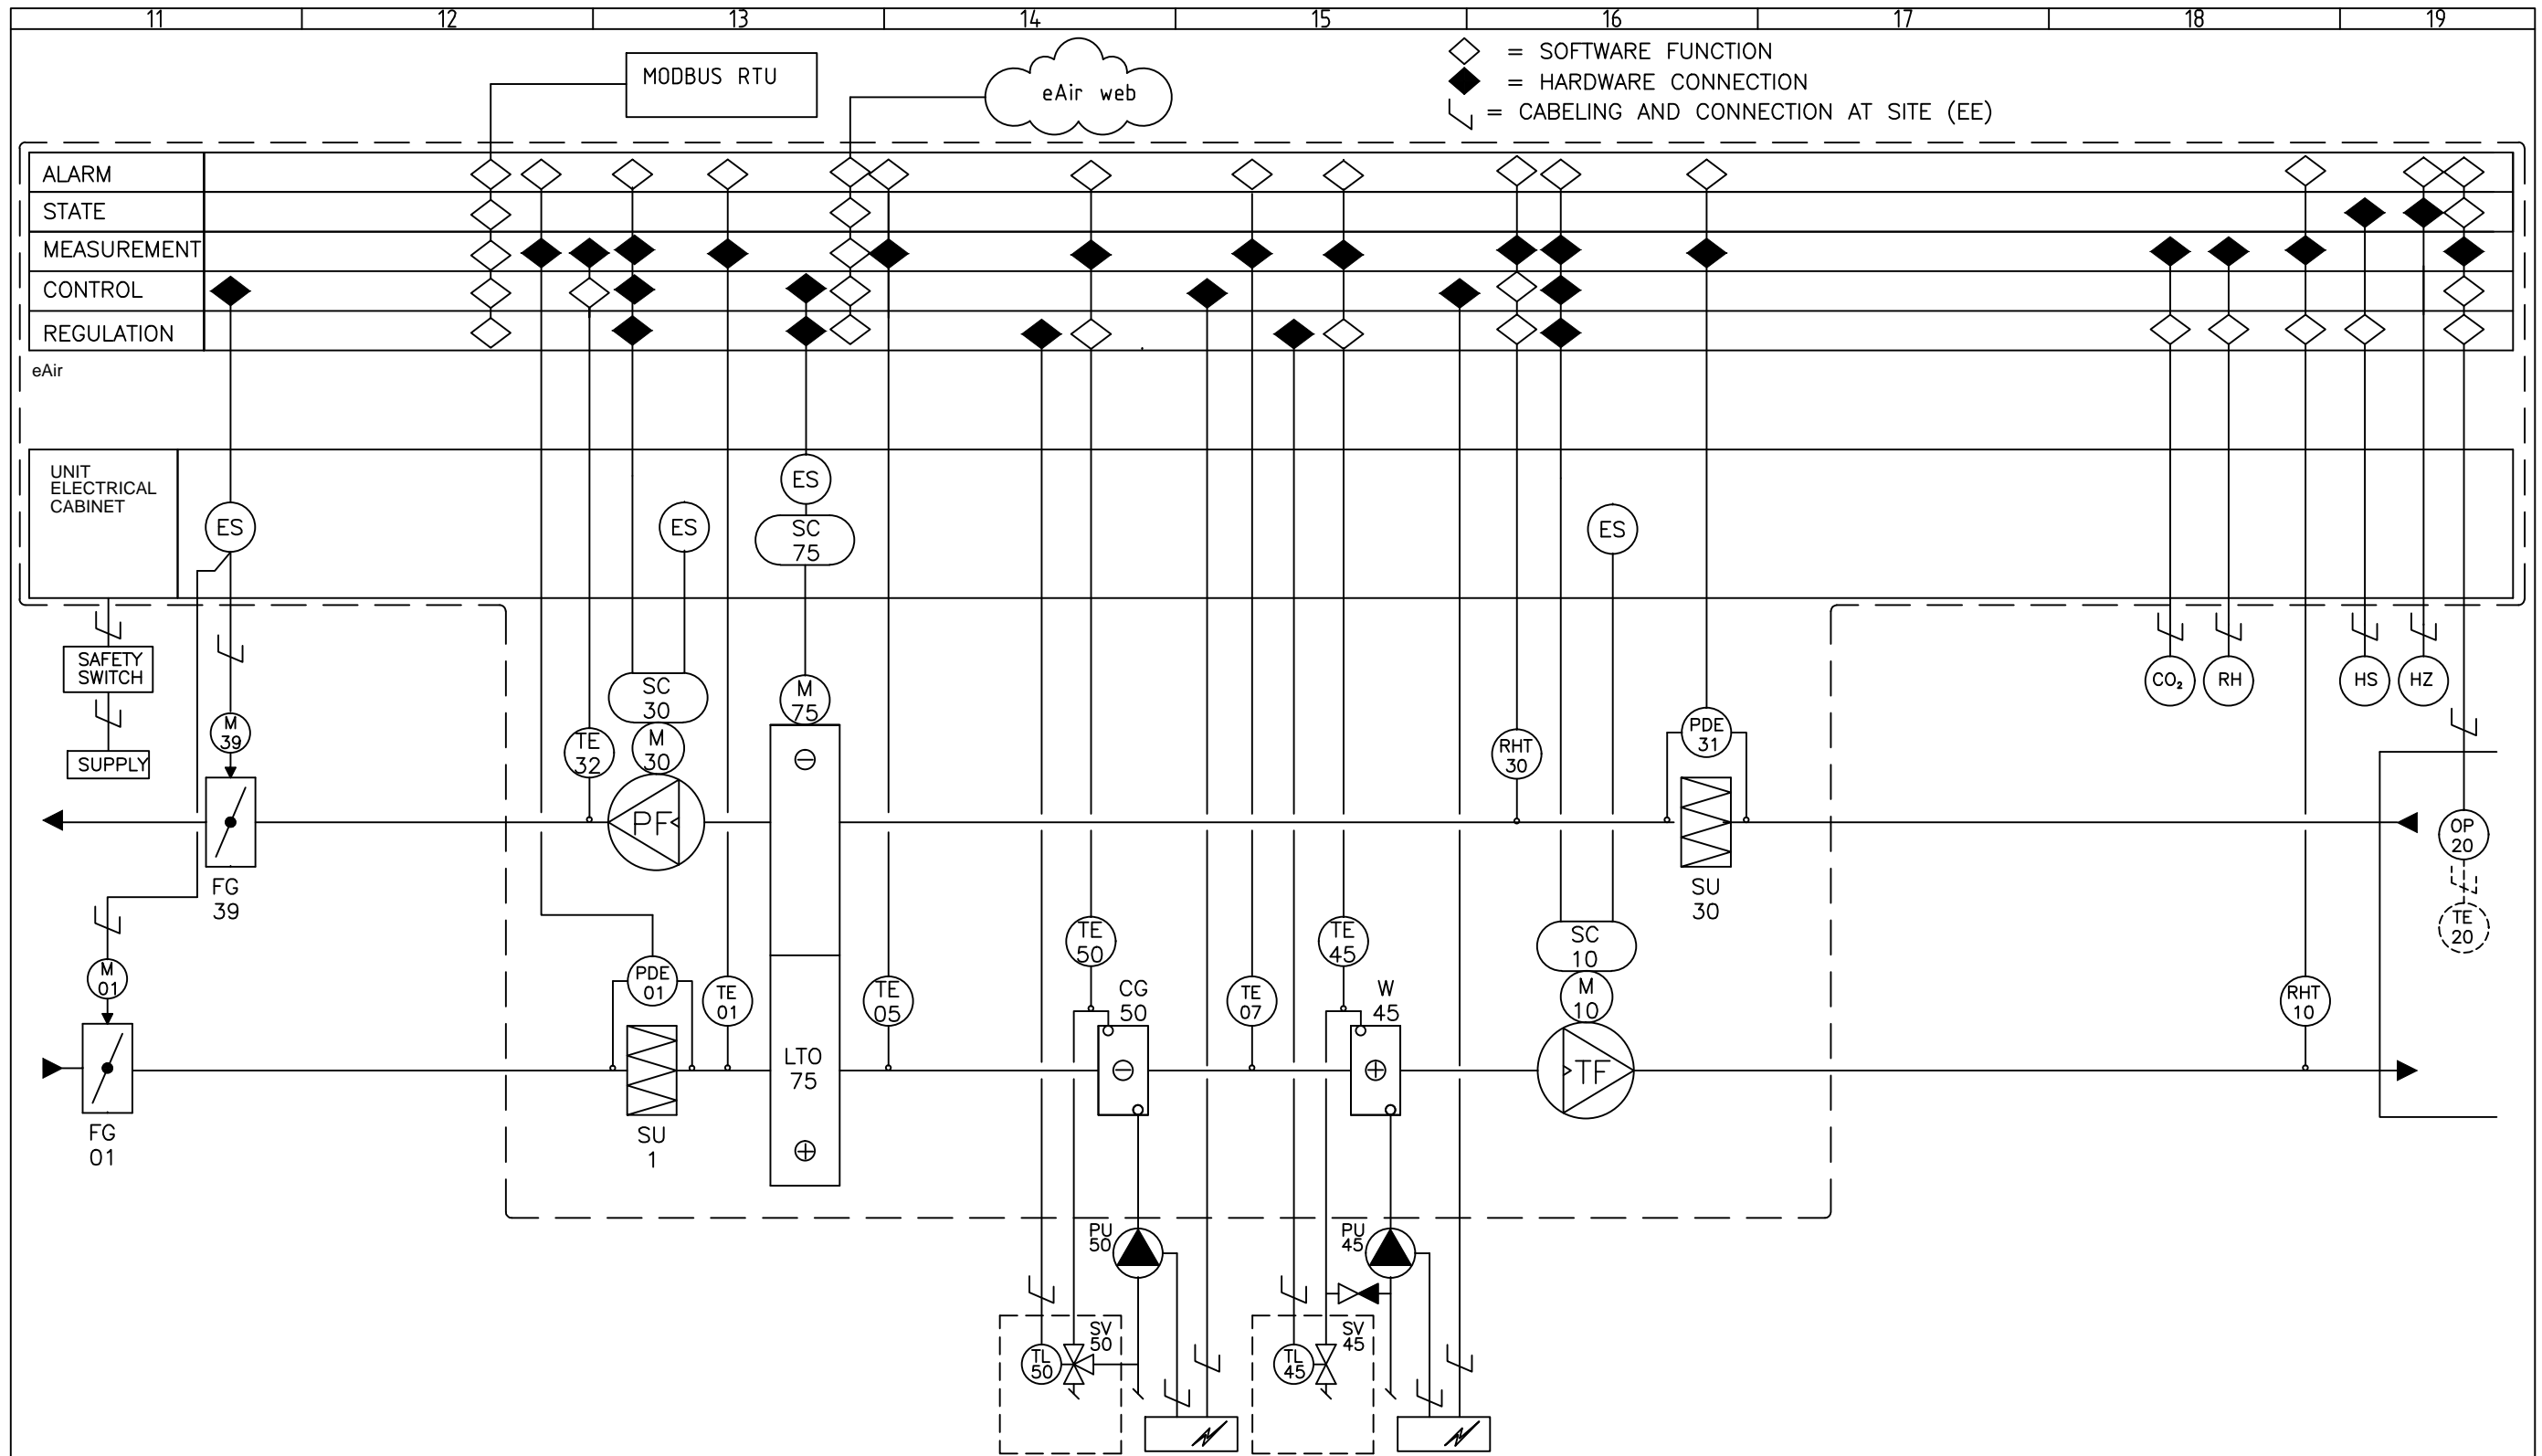 11 12 13 14 15 16 17 18 19
= SOFTWARE FUNCTION
MODBUS RTU
eAir web
= HARDWARE CONNECTION
= CABELING AND CONNECTION AT SITE (EE)
ALARM
STATE
MEASUREMENT
CONTROL
REGULATION
eAir
UNIT
ELECTRICAL
CABINET
ES
ES
SC
75
ES
ES
SAFETY
SWITCH
SUPPLY
M
39
SC
30
M
30
TE
32
M
75
RHT
30
PDE
31
CO₂
RH
HS
HZ
PF
FG
39
SU
30
OP
20
TE
20
M
01
PDE
01
TE
01
TE
05
TE
50
CG
50
TE
07
TE
45
W
45
SC
10
M
10
RHT
10
LTO
75
TF
FG
01
SU
1
PU
50
PU
45
SV
50
TL
50
SV
45
TL
45